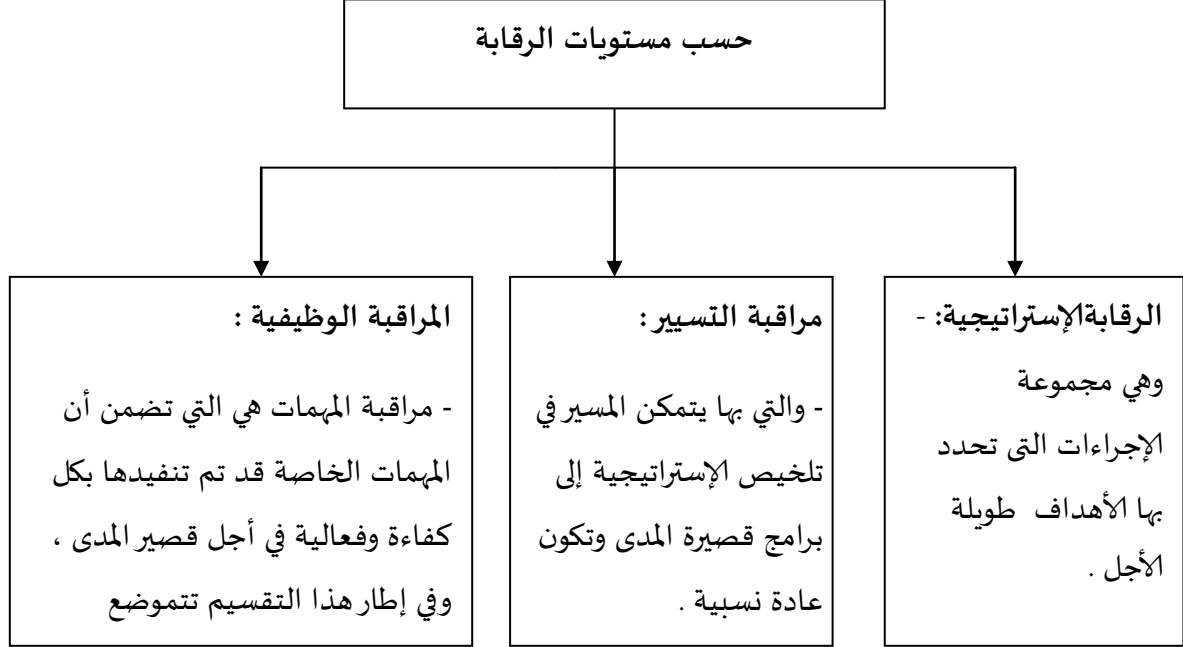 حسب مستويات الرقابة
الرقابةالإستراتيجية: -
وهي مجموعة
الإجراءات التى تحدد
بها الأهداف طويلة
الأجل .
مراقبة التسيير :
- والتي بها يتمكن المسير في
تلخيص الإستراتيجية إلى
برامج قصيرة المدى وتكون
عادة نسبية .
المراقبة الوظيفية :
- مراقبة المهمات هي التي تضمن أن
المهمات الخاصة قد تم تنفيدها بكل
كفاءة وفعالية في أجل قصير المدى ،
وفي إطار هذا التقسيم تتموضع